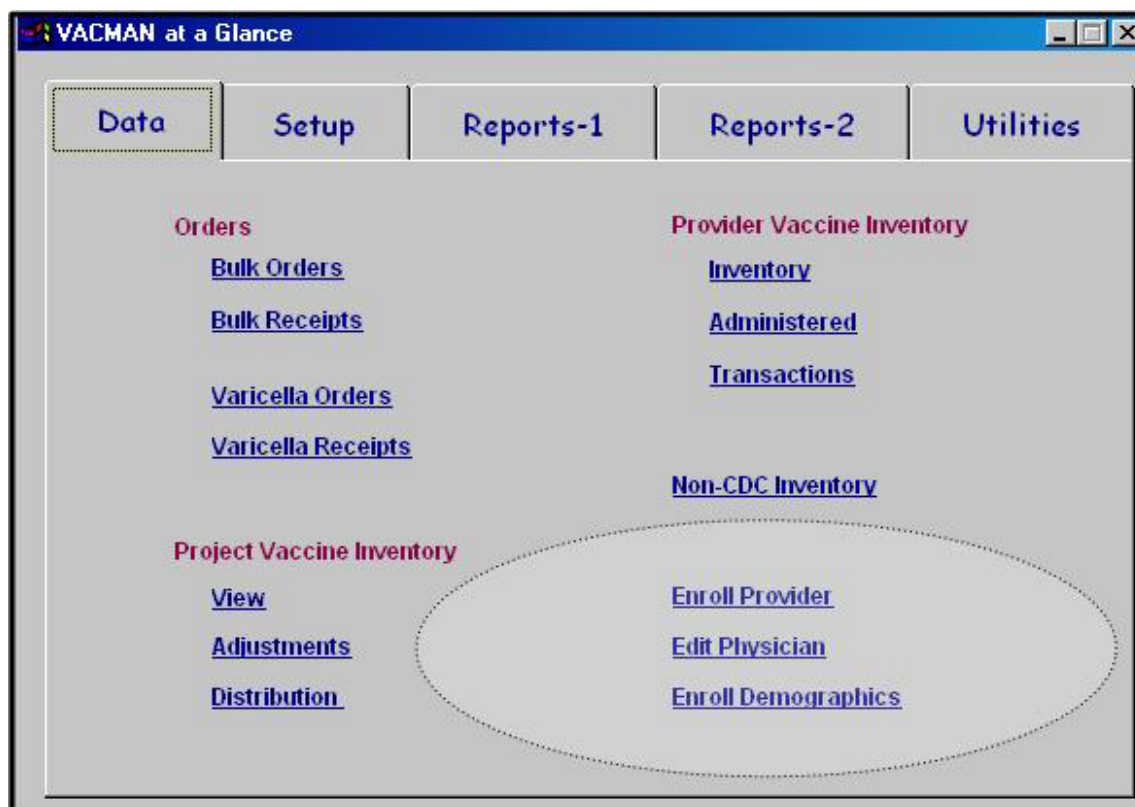 VACMAN at a Glance
Data
Setup
Reports-1
Reports-2
Utilities
Orders
Bulk Orders
Bulk Receipts
Varicella Orders
Varicella Receipts
Project Vaccine Inventory
View
Adjustments
Distribution
Provider Vaccine Inventory
Inventory
Administered
Transactions
Non-CDC Inventory
Enroll Provider
Edit Physician
Enroll Demographics